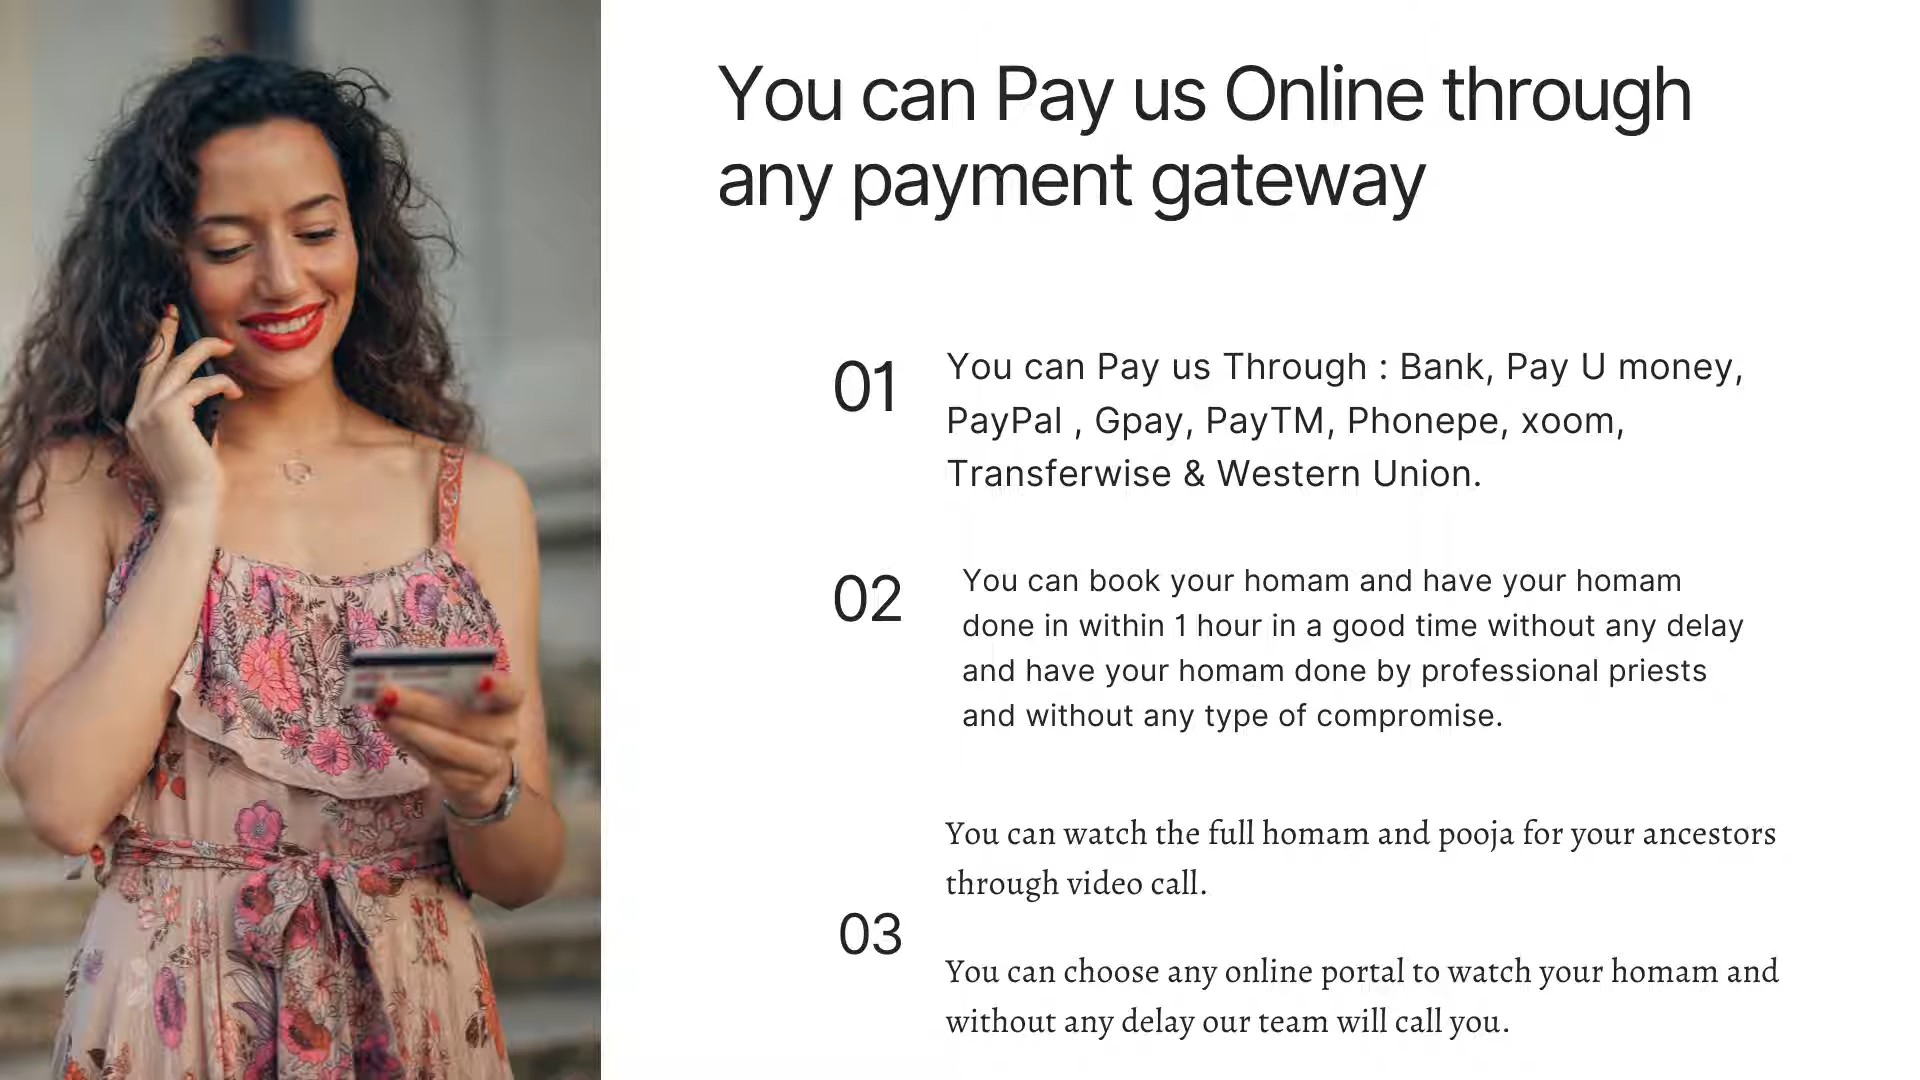 You can Pay us Online through
any payment gateway
01
You can Pay us Through : Bank, Pay U money,
PayPal , Gpay, PayTM, Phonepe, xoom,
Transferwise & Western Union.
02
You can book your homam and have your homam
done in within 1 hour in a good time without any delay
and have your homam done by professional priests
and without any type of compromise.
03
You can watch the full homam and pooja for your ancestors
through video call.
You can choose any online portal to watch your homam and
without any delay our team will call you.